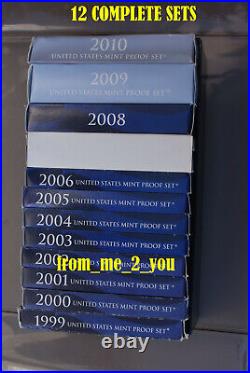 12 COMPLETE SETS
2010
UNITED STATES MINT PROOF SET®
2009
UNITED STATES MINT PROOF SET®
2008
2006 UNITED STATES MINT PROOF SET®
2005 UNITED STATES MINT PROOF SET®
2004 UNITED STATES MINT PROOF SET®
2003 UNITED STATES MINT PROOF SET®
PROOF SET®
from_me_2_you
2001 UNITED STATES MINT PROOF SET®
2000 UNITED STATES MINT PROOF SET®
1999 UNITED STATES MINT PROOF SET®